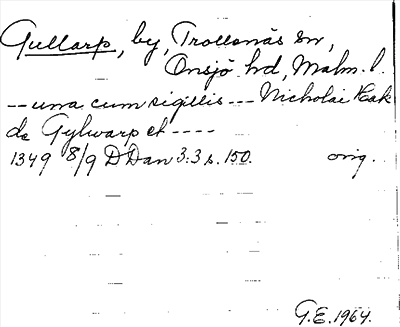 Gullarp, by, Trollenäs sn,
Onsjö hd, Malm. l.
-- una cum sigillis --- Nicholai Hak
de Gylwarp et ----
1349 8/9 DDan 3:3 s. 150. orig.
G.E. 1964.